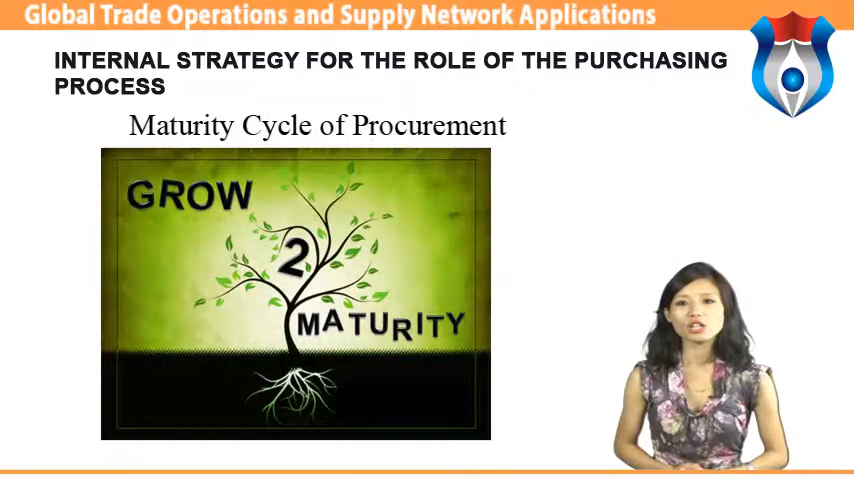 Global Trade Operations and Supply Network Applications
INTERNAL STRATEGY FOR THE ROLE OF THE PURCHASING
PROCESS
Maturity Cycle of Procurement
GROW
2
MATURITY